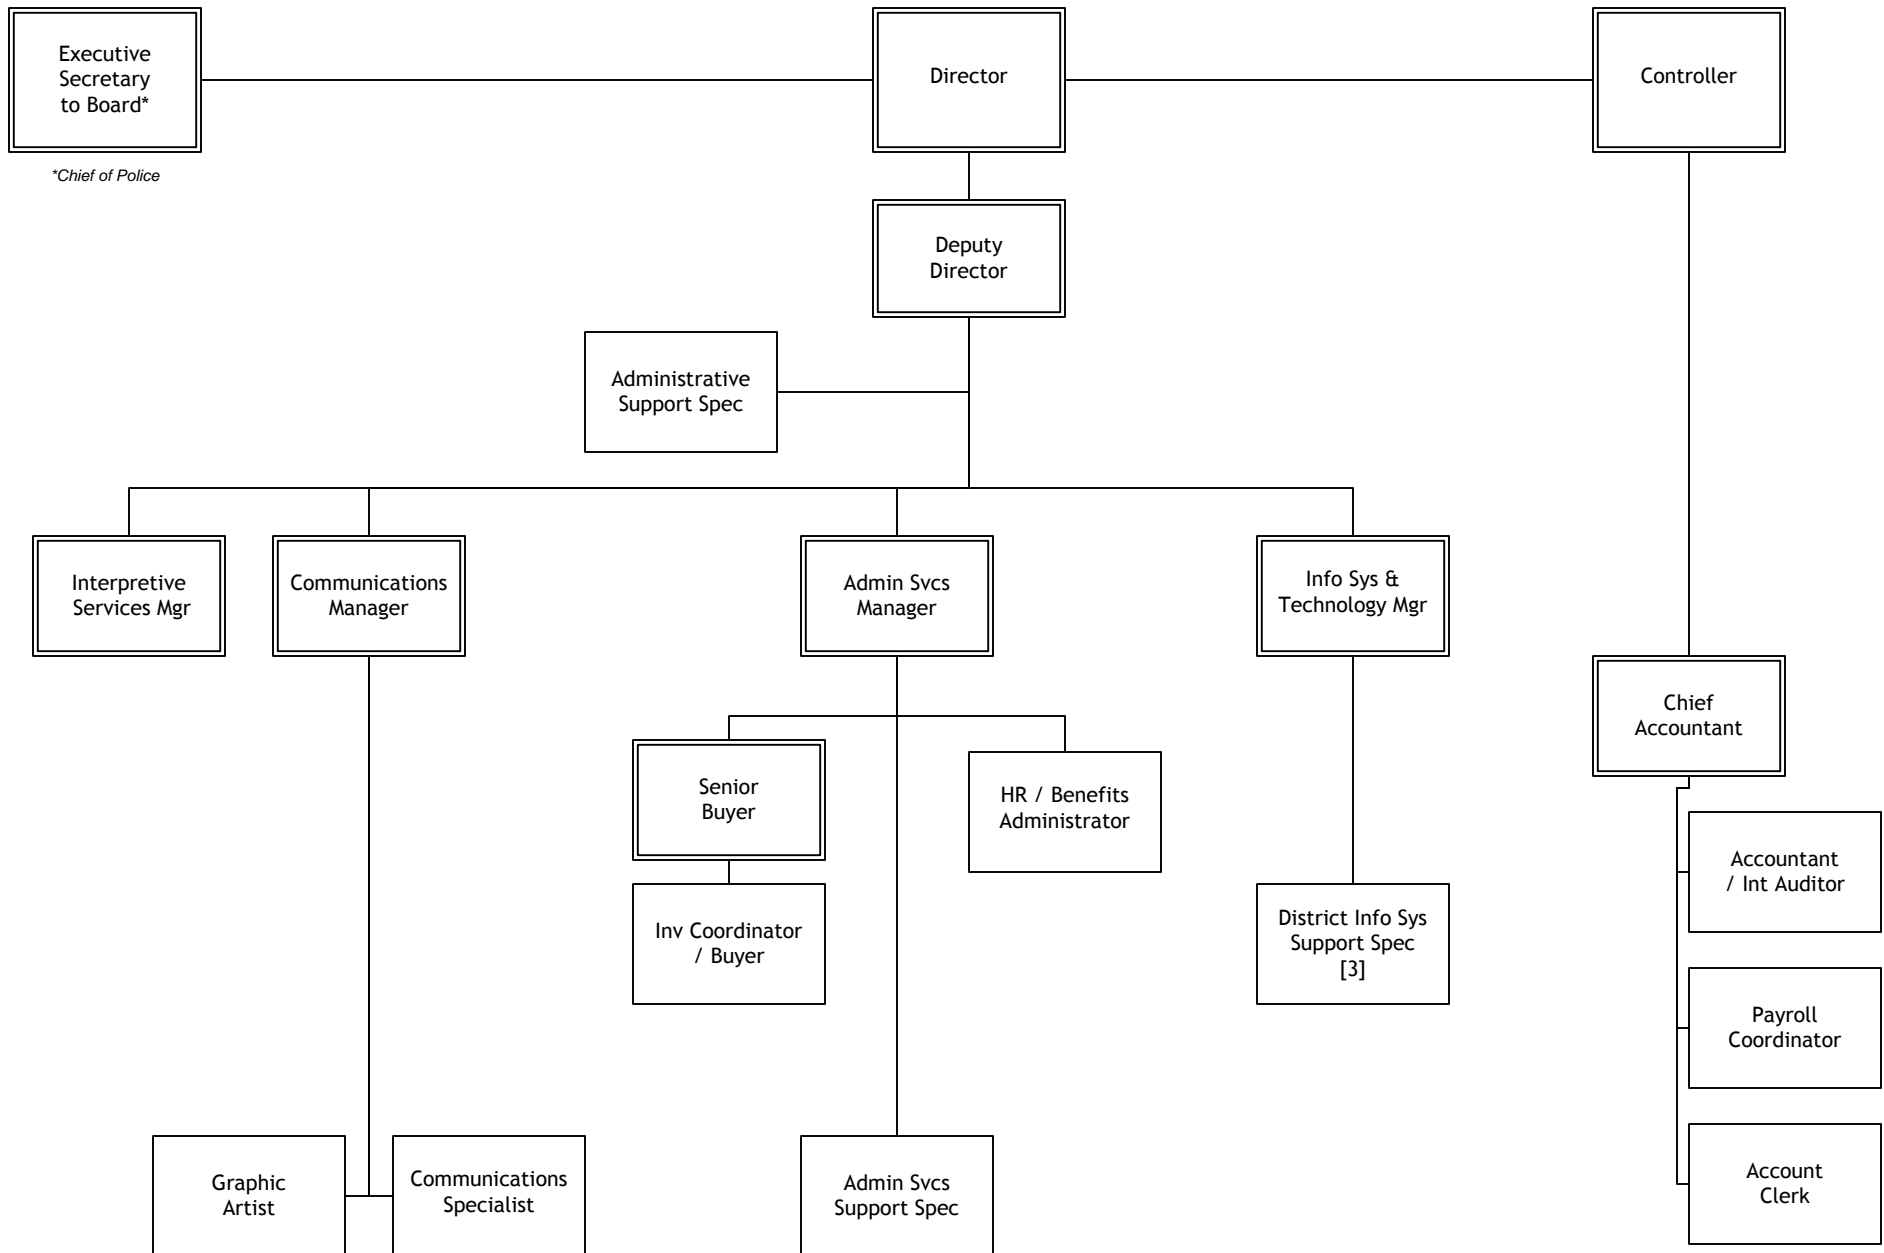 Executive
Secretary
to Board*
Director
Controller
*Chief of Police
Deputy
Director
Administrative
Support Spec
Interpretive
Services Mgr
Communications
Manager
Admin Svcs
Manager
Info Sys &
Technology Mgr
Chief
Accountant
Senior
Buyer
HR / Benefits
Administrator
Accountant
/ Int Auditor
Inv Coordinator
/ Buyer
District Info Sys
Support Spec
[3]
Payroll
Coordinator
Graphic
Artist
Communications
Specialist
Admin Svcs
Support Spec
Account
Clerk